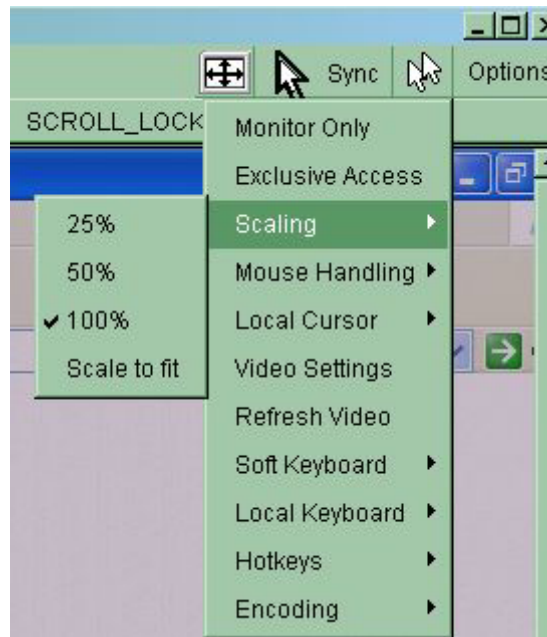 Sync
Options
SCROLL_LOCK
Monitor Only
Exclusive Access
Scaling
Mouse Handling
Local Cursor
Video Settings
Refresh Video
Soft Keyboard
Local Keyboard
Hotkeys
Encoding
25%
50%
100%
Scale to fit